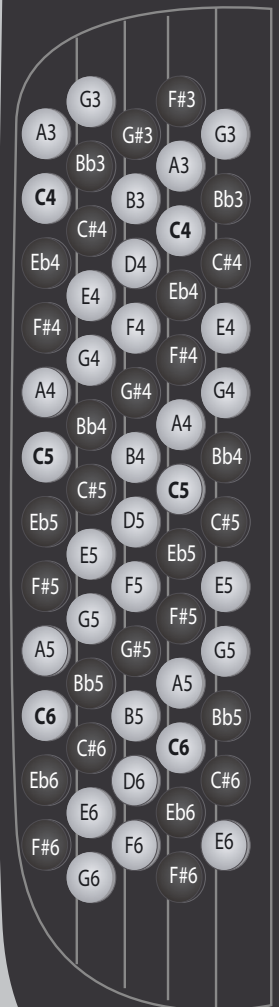 G3 F#3
A3 G#3 G3
Bb3 A3
C4 B3 Bb3
C#4 C4
Eb4 D4 C#4
E4 Eb4
F#4 F4 E4
G4 F#4
A4 G#4 G4
Bb4 A4
C5 B4 Bb4
C#5 C5
Eb5 D5 C#5
E5 Eb5
F#5 F5 E5
G5 F#5
A5 G#5 G5
Bb5 A5
C6 B5 Bb5
C#6 C6
Eb6 D6 C#6
E6 Eb6
F#6 F6 E6
G6 F#6